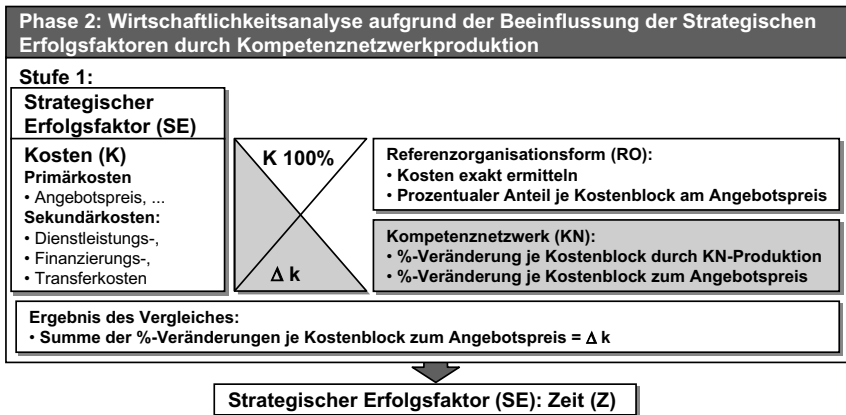 Phase 2: Wirtschaftlichkeitsanalyse aufgrund der Beeinflussung der Strategischen
Erfolgsfaktoren durch Kompetenznetzwerkproduktion
Stufe 1:
Strategischer
Erfolgsfaktor (SE)
Kosten (K)
Primärkosten
• Angebotspreis, ...
Sekundärkosten:
• Dienstleistungs-,
• Finanzierungs-,
• Transferkosten
K 100%
Δ k
Referenzorganisationsform (RO):
• Kosten exakt ermitteln
• Prozentualer Anteil je Kostenblock am Angebotspreis
Kompetenznetzwerk (KN):
• %-Veränderung je Kostenblock durch KN-Produktion
• %-Veränderung je Kostenblock zum Angebotspreis
Ergebnis des Vergleiches:
• Summe der %-Veränderungen je Kostenblock zum Angebotspreis = Δ k
Strategischer Erfolgsfaktor (SE): Zeit (Z)